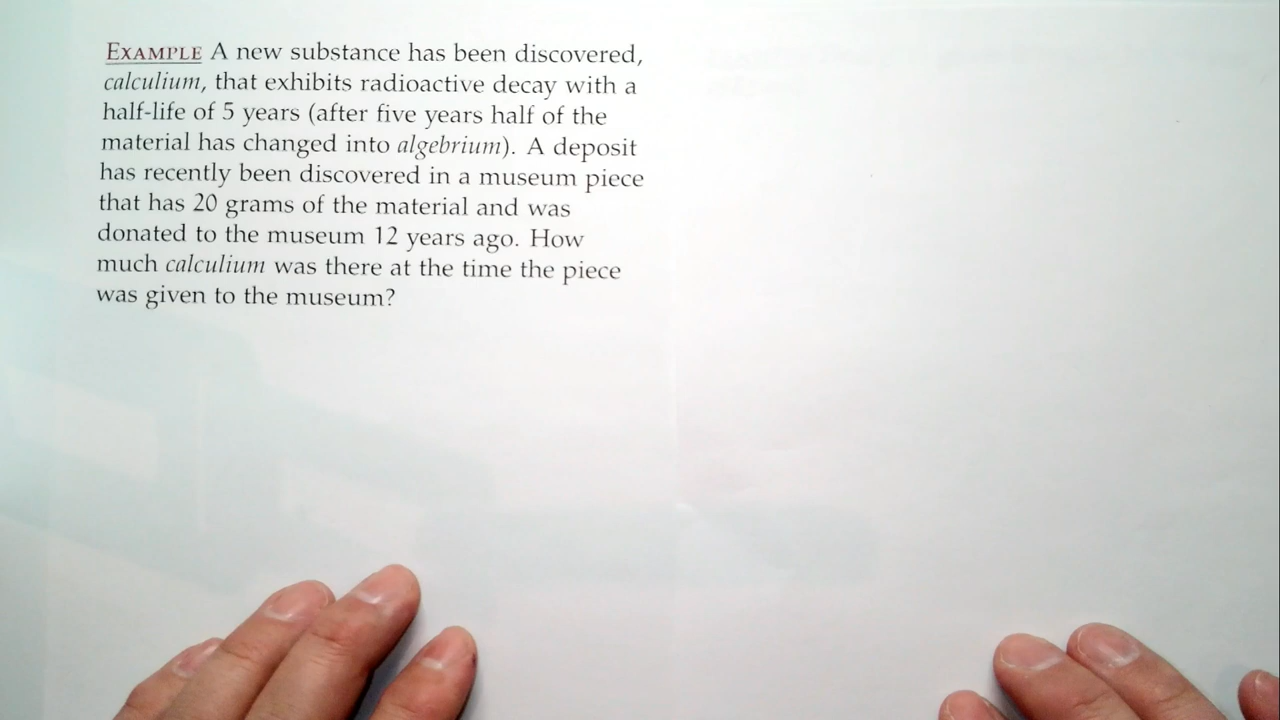 EXAMPLE A new substance has been discovered,
calculium, that exhibits radioactive decay with a
half-life of 5 years (after five years half of the
material has changed into algebrium). A deposit
has recently been discovered in a museum piece
that has 20 grams of the material and was
donated to the museum 12 years ago. How
much calculium was there at the time the piece
was given to the museum?